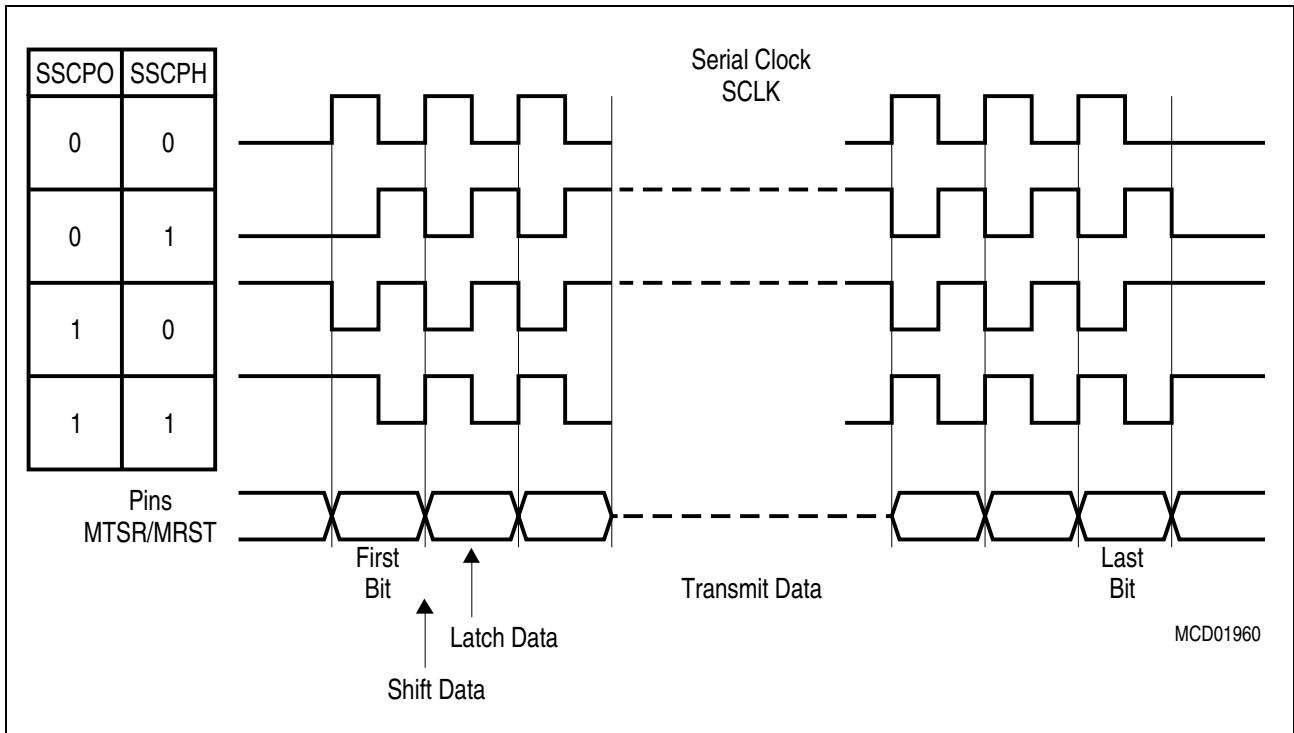 SSCPO SSCPH
Serial Clock
SCLK
0 0
0 1
1 0
1 1
Pins
MTSR/MRST
First
Bit
Transmit Data
Last
Bit
Latch Data
Shift Data
MCD01960